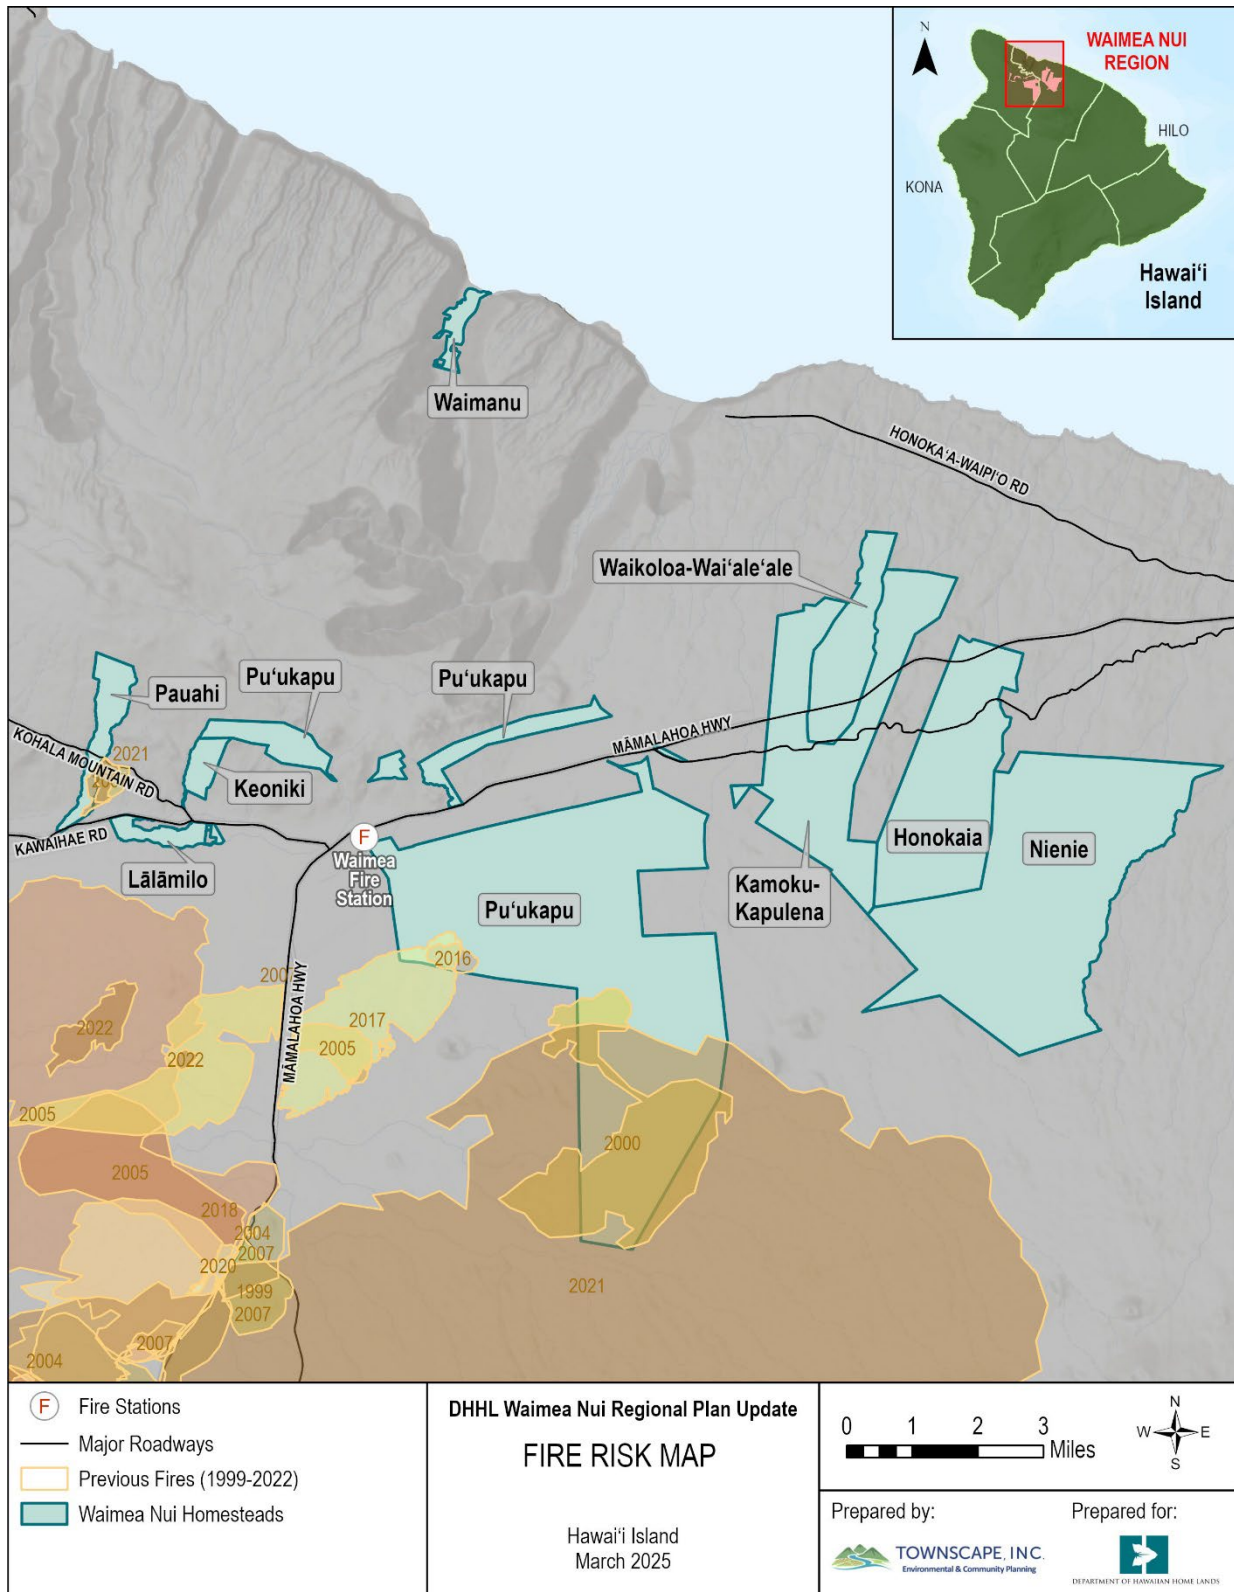 N
WAIMEA NUI
REGION
HILO
KONA
Hawai‘i
Island
Waimanu
HONOKA‘A-WAIPI‘O RD
Waikoloa-Wai‘ale‘ale
Pu‘ukapu
Pu‘ukapu
Pauahi
MĀMALAHOA HWY
KOHALA MOUNTAIN RD
2021
Keoniki
KAWAIHAE RD
F
Waimea
Fire
Station
Lālāmilo
Honokaia
Nienie
Kamoku-
Kapulena
Pu‘ukapu
2016
2007
MĀMALAHOA HWY
2022
2017
2005
2022
2005
2000
2005
2018
2004
2007
2020
2021
1999
2007
2007
2004
F Fire Stations
Major Roadways
Previous Fires (1999-2022)
Waimea Nui Homesteads
DHHL Waimea Nui Regional Plan Update
FIRE RISK MAP
Hawai‘i Island
March 2025
0 1 2 3
Miles
N
W E
S
Prepared by:
TOWNSCAPE, INC.
Environmental & Community Planning
Prepared for:
DEPARTMENT OF HAWAIIAN HOME LANDS